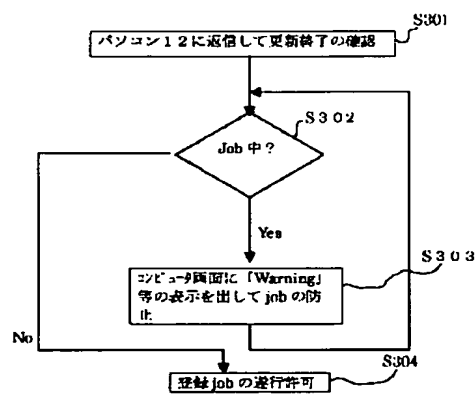 S301
パソコン12に返信して更新終了の確認
S302
Job 中?
Yes
S303
コンピュータ画面に「Warning」
等の表示を出して job の防
止
No
S304
登録 job の遂行許可